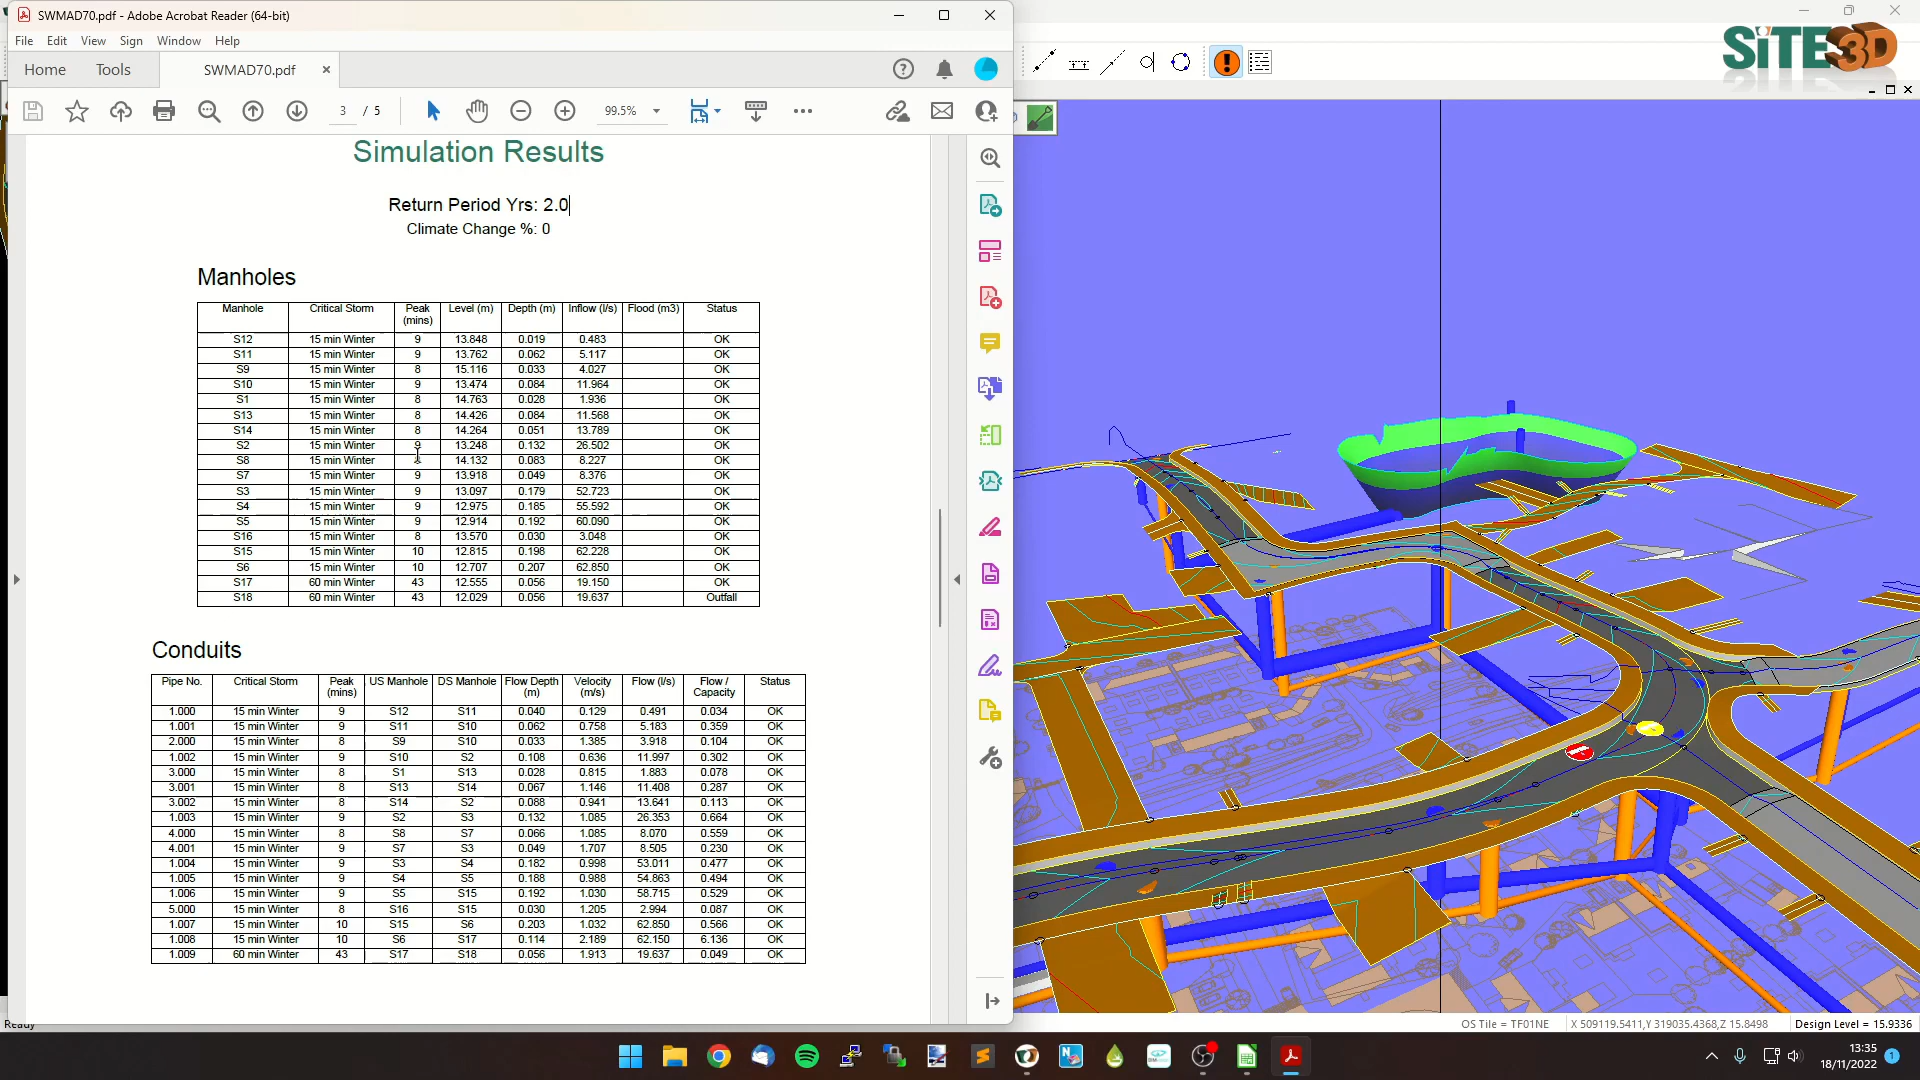 SWMAD70.pdf - Adobe Acrobat Reader (64-bit)
File Edit View Sign Window Help
Home Tools SWMAD70.pdf
3 / 5 99.5%
SiTE3D
Simulation Results
Return Period Yrs: 2.0
Climate Change %: 0
Manholes
Manhole Critical Storm Peak (mins) Level (m) Depth (m) Inflow (l/s) Flood (m3) Status
S12 15 min Winter 9 13.848 0.019 0.483 OK
S11 15 min Winter 9 13.762 0.062 5.117 OK
S9 15 min Winter 8 15.116 0.033 4.027 OK
S10 15 min Winter 9 13.474 0.084 11.964 OK
S1 15 min Winter 8 14.763 0.028 1.936 OK
S13 15 min Winter 8 14.426 0.084 11.568 OK
S14 15 min Winter 8 14.264 0.051 13.789 OK
S2 15 min Winter 9 13.248 0.132 26.502 OK
S8 15 min Winter 14.132 0.083 8.227 OK
S7 15 min Winter 9 13.918 0.049 8.376 OK
S3 15 min Winter 9 13.097 0.179 52.723 OK
S4 15 min Winter 9 12.975 0.185 55.592 OK
S5 15 min Winter 9 12.914 0.192 60.090 OK
S16 15 min Winter 8 13.570 0.030 3.048 OK
S15 15 min Winter 10 12.815 0.198 62.228 OK
S6 15 min Winter 10 12.707 0.207 62.850 OK
S17 60 min Winter 43 12.555 0.056 19.150 OK
S18 60 min Winter 43 12.029 0.056 19.637 Outfall
Conduits
Pipe No. Critical Storm Peak (mins) US Manhole DS Manhole Flow Depth (m) Velocity (m/s) Flow (l/s) Flow / Capacity Status
1.000 15 min Winter 9 S12 S11 0.040 0.129 0.491 0.034 OK
1.001 15 min Winter 9 S11 S10 0.062 0.758 5.183 0.359 OK
2.000 15 min Winter 8 S9 S10 0.033 1.385 3.918 0.104 OK
1.002 15 min Winter 9 S10 S2 0.108 0.636 11.997 0.302 OK
3.000 15 min Winter 8 S1 S13 0.028 0.815 1.883 0.078 OK
3.001 15 min Winter 8 S13 S14 0.067 1.146 11.408 0.287 OK
3.002 15 min Winter 8 S14 S2 0.088 0.941 13.641 0.113 OK
1.003 15 min Winter 9 S2 S3 0.132 1.085 26.353 0.664 OK
4.000 15 min Winter 8 S8 S7 0.066 1.085 8.070 0.559 OK
4.001 15 min Winter 9 S7 S3 0.049 1.707 8.505 0.230 OK
1.004 15 min Winter 9 S3 S4 0.182 0.998 53.011 0.477 OK
1.005 15 min Winter 9 S4 S5 0.188 0.988 54.863 0.494 OK
1.006 15 min Winter 9 S5 S15 0.192 1.030 58.715 0.529 OK
5.000 15 min Winter 8 S16 S15 0.030 1.205 2.994 0.087 OK
1.007 15 min Winter 10 S15 S6 0.203 1.032 62.850 0.566 OK
1.008 15 min Winter 10 S6 S17 0.114 2.189 62.150 6.136 OK
1.009 60 min Winter 43 S17 S18 0.056 1.913 19.637 0.049 OK
Ready
OS Tile = TF01NE X 509119.5411,Y 319035.4368,Z 15.8498 Design Level = 15.9336
13:35
18/11/2022
1